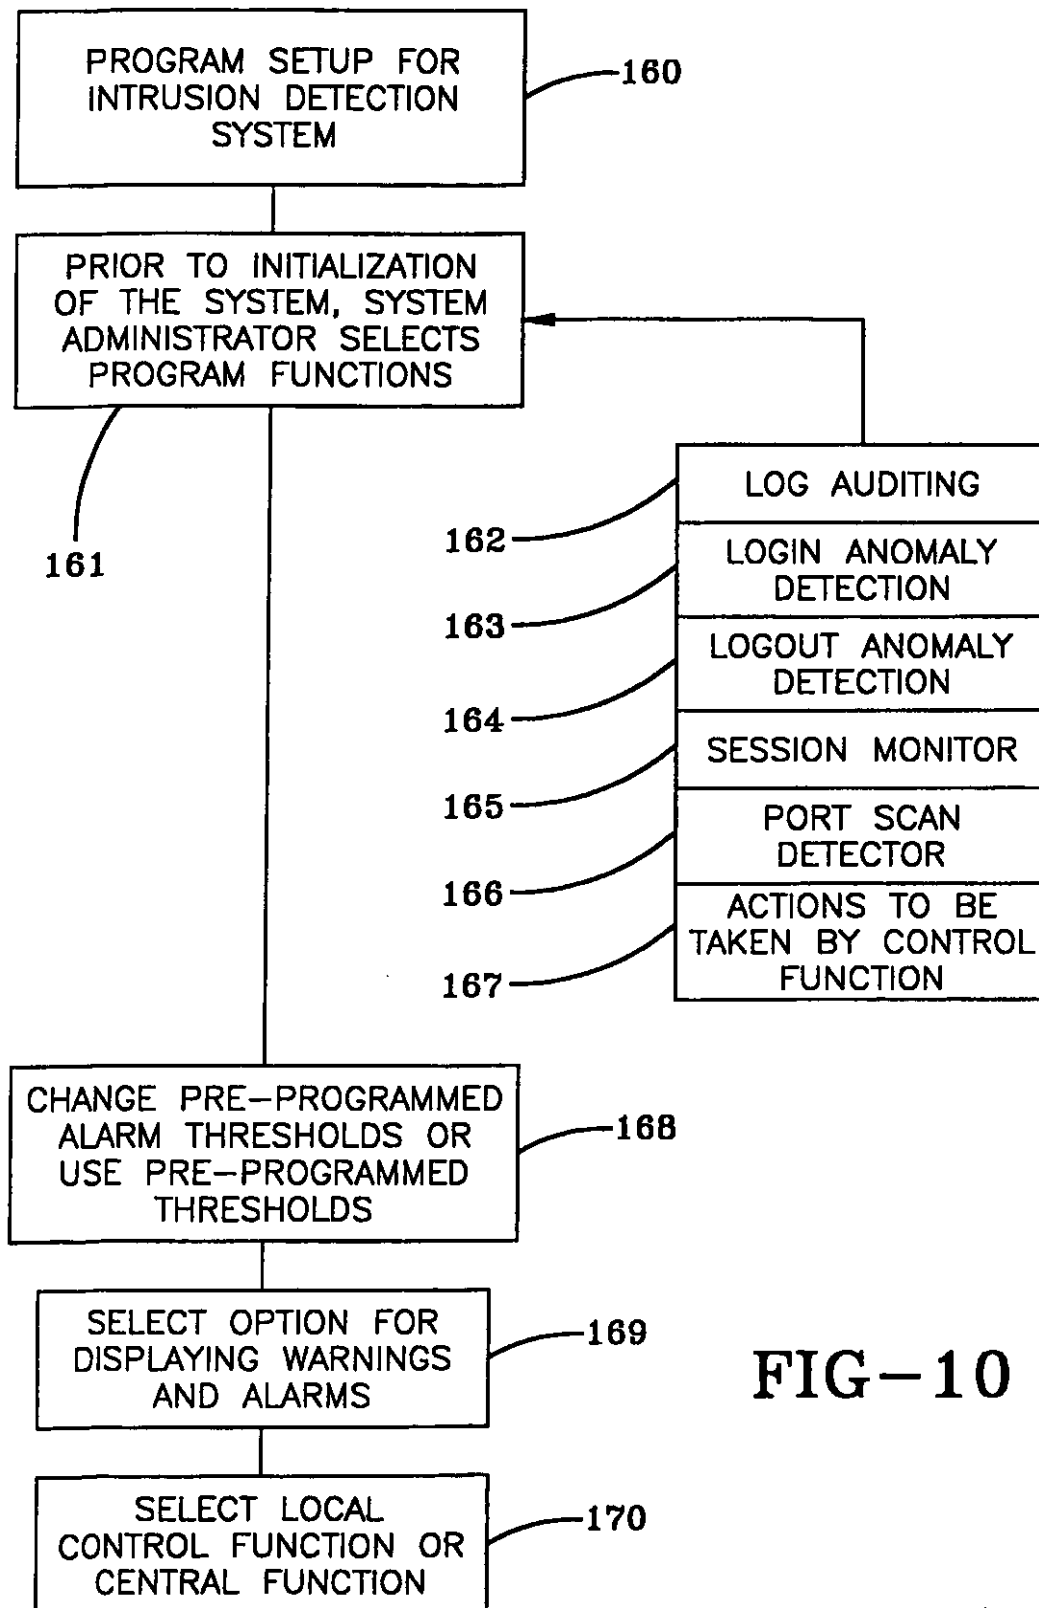 PROGRAM SETUP FOR
INTRUSION DETECTION
SYSTEM
160
PRIOR TO INITIALIZATION
OF THE SYSTEM, SYSTEM
ADMINISTRATOR SELECTS
PROGRAM FUNCTIONS
161
LOG AUDITING
162
LOGIN ANOMALY
DETECTION
163
LOGOUT ANOMALY
DETECTION
164
SESSION MONITOR
165
PORT SCAN
DETECTOR
166
ACTIONS TO BE
TAKEN BY CONTROL
FUNCTION
167
CHANGE PRE-PROGRAMMED
ALARM THRESHOLDS OR
USE PRE-PROGRAMMED
THRESHOLDS
168
SELECT OPTION FOR
DISPLAYING WARNINGS
AND ALARMS
169
FIG-10
SELECT LOCAL
CONTROL FUNCTION OR
CENTRAL FUNCTION
170